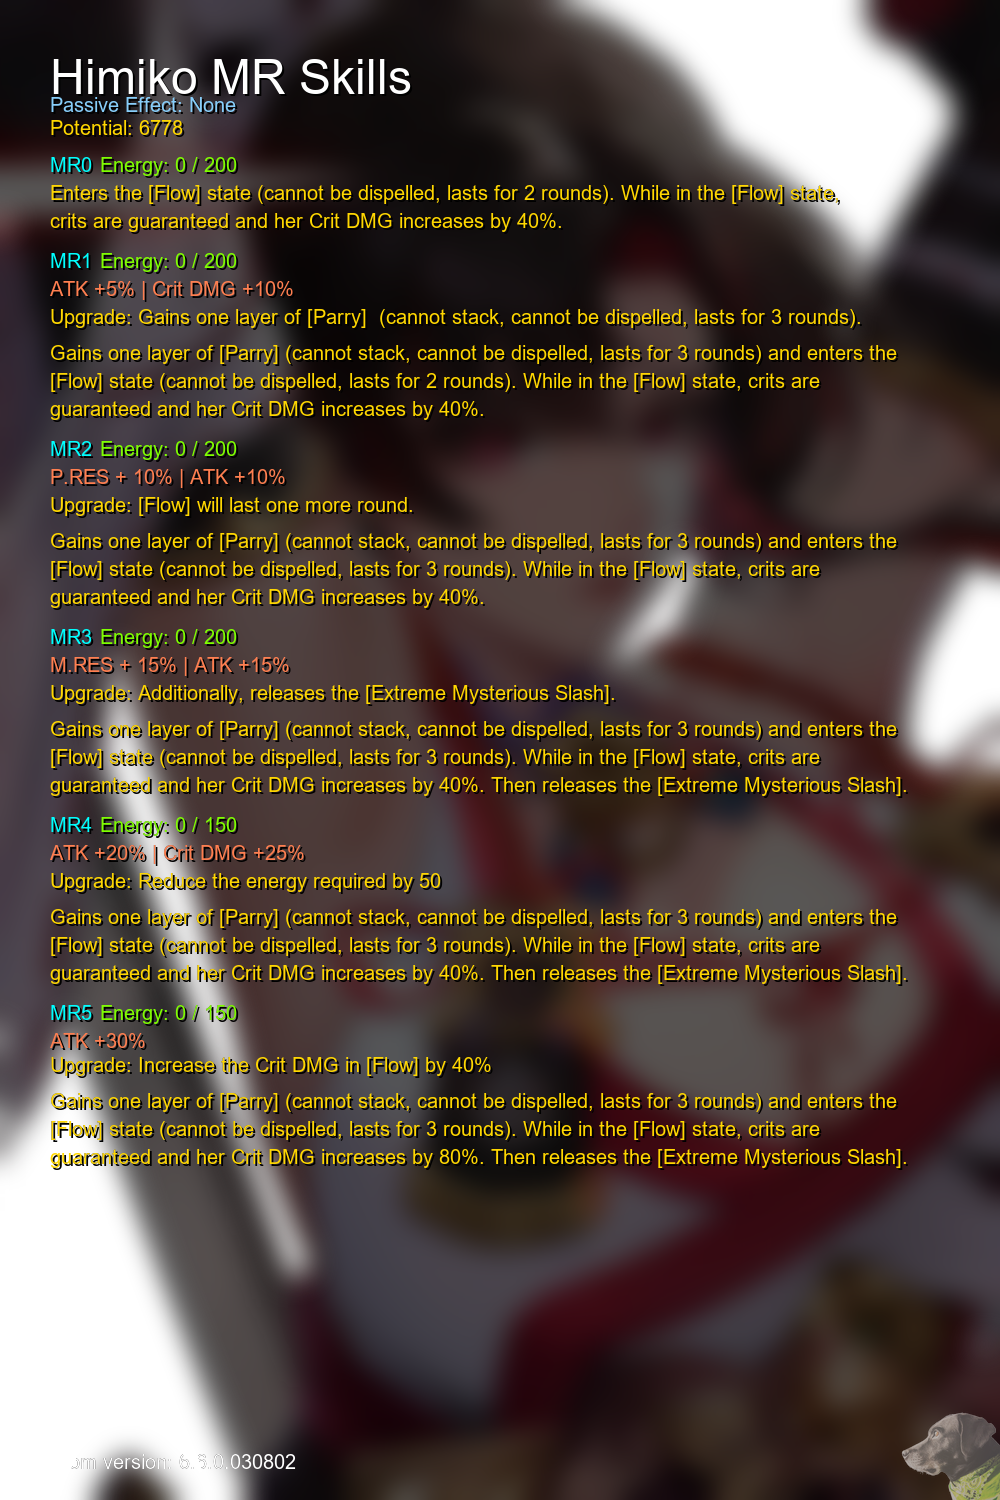 Himiko MR Skills
Passive Effect: None
Potential: 6778
MR0 Energy: 0 / 200
Enters the [Flow] state (cannot be dispelled, lasts for 2 rounds). While in the [Flow] state,
crits are guaranteed and her Crit DMG increases by 40%.
MR1 Energy: 0 / 200
ATK +5% | Crit DMG +10%
Upgrade: Gains one layer of [Parry]  (cannot stack, cannot be dispelled, lasts for 3 rounds).
Gains one layer of [Parry] (cannot stack, cannot be dispelled, lasts for 3 rounds) and enters the
[Flow] state (cannot be dispelled, lasts for 2 rounds). While in the [Flow] state, crits are
guaranteed and her Crit DMG increases by 40%.
MR2 Energy: 0 / 200
P.RES + 10% | ATK +10%
Upgrade: [Flow] will last one more round.
Gains one layer of [Parry] (cannot stack, cannot be dispelled, lasts for 3 rounds) and enters the
[Flow] state (cannot be dispelled, lasts for 3 rounds). While in the [Flow] state, crits are
guaranteed and her Crit DMG increases by 40%.
MR3 Energy: 0 / 200
M.RES + 15% | ATK +15%
Upgrade: Additionally, releases the [Extreme Mysterious Slash].
Gains one layer of [Parry] (cannot stack, cannot be dispelled, lasts for 3 rounds) and enters the
[Flow] state (cannot be dispelled, lasts for 3 rounds). While in the [Flow] state, crits are
guaranteed and her Crit DMG increases by 40%. Then releases the [Extreme Mysterious Slash].
MR4 Energy: 0 / 150
ATK +20% | Crit DMG +25%
Upgrade: Reduce the energy required by 50
Gains one layer of [Parry] (cannot stack, cannot be dispelled, lasts for 3 rounds) and enters the
[Flow] state (cannot be dispelled, lasts for 3 rounds). While in the [Flow] state, crits are
guaranteed and her Crit DMG increases by 40%. Then releases the [Extreme Mysterious Slash].
MR5 Energy: 0 / 150
ATK +30%
Upgrade: Increase the Crit DMG in [Flow] by 40%
Gains one layer of [Parry] (cannot stack, cannot be dispelled, lasts for 3 rounds) and enters the
[Flow] state (cannot be dispelled, lasts for 3 rounds). While in the [Flow] state, crits are
guaranteed and her Crit DMG increases by 80%. Then releases the [Extreme Mysterious Slash].
version: